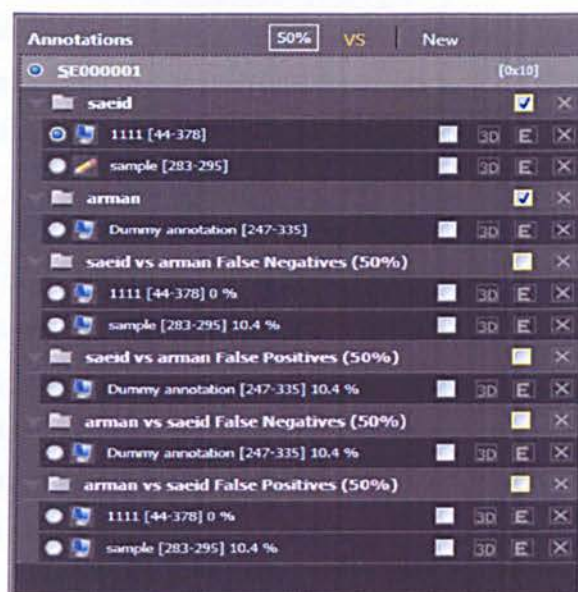 Annotations 50% VS New
SE000001 [0x10]
saeid
1111 [44-378] 3D E
sample [283-295] 3D E
arman
Dummy annotation [247-335] 3D E
saeid vs arman False Negatives (50%)
1111 [44-378] 0 % 3D E
sample [283-295] 10.4 % 3D E
saeid vs arman False Positives (50%)
Dummy annotation [247-335] 10.4 % 3D E
arman vs saeid False Negatives (50%)
Dummy annotation [247-335] 10.4 % 3D E
arman vs saeid False Positives (50%)
1111 [44-378] 0 % 3D E
sample [283-295] 10.4 % 3D E